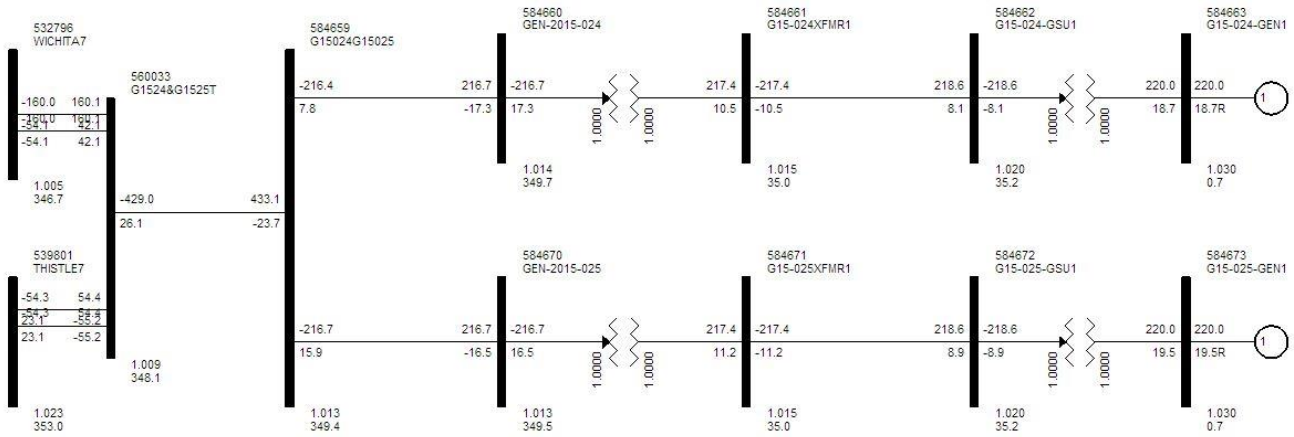 532796
WICHITA7
560033
G1524&G1525T
584659
G15024G15025
584660
GEN-2015-024
584661
G15-024XFMR1
584662
G15-024-GSU1
584663
G15-024-GEN1
-160.0 160.1
-160.0 160.1
-54.1 42.1
-54.1 42.1
1.005
346.7
-216.4 216.7 -216.7 217.4 -217.4 218.6 -218.6 220.0 220.0
7.8 -17.3 17.3 10.5 -10.5 8.1 -8.1 18.7 18.7R
1
1.0000 1.0000 1.0000 1.0000
1.014
349.7
1.015
35.0
1.020
35.2
1.030
0.7
-429.0 433.1
26.1 -23.7
539801
THISTLE7
584670
GEN-2015-025
584671
G15-025XFMR1
584672
G15-025-GSU1
584673
G15-025-GEN1
-54.3 54.4
-54.3 54.4
23.1 -55.2
23.1 -55.2
-216.7 216.7 -216.7 217.4 -217.4 218.6 -218.6 220.0 220.0
15.9 -16.5 16.5 11.2 -11.2 8.9 -8.9 19.5 19.5R
1
1.0000 1.0000 1.0000 1.0000
1.009
348.1
1.023
353.0
1.013
349.4
1.013
349.5
1.015
35.0
1.020
35.2
1.030
0.7